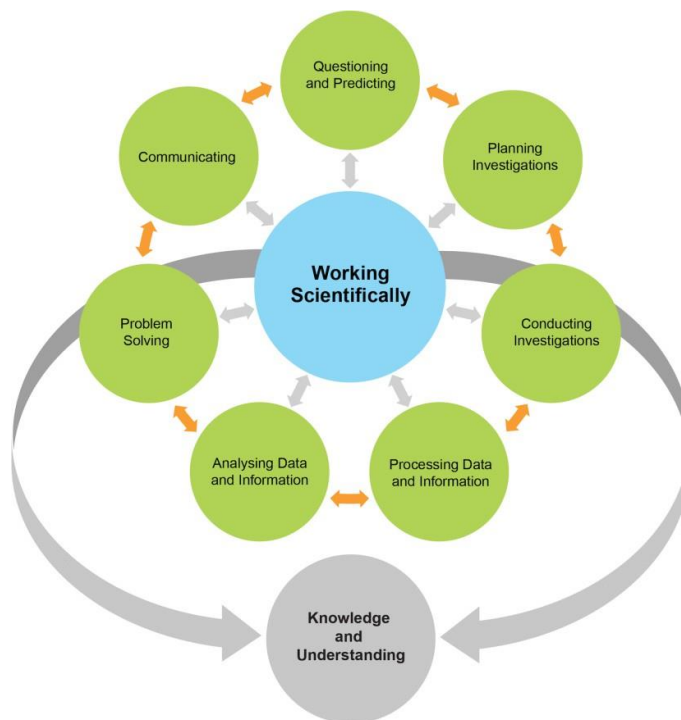 Questioning
and Predicting
Communicating
Planning
Investigations
Working
Scientifically
Problem
Solving
Conducting
Investigations
Analysing Data
and Information
Processing Data
and Information
Knowledge
and
Understanding